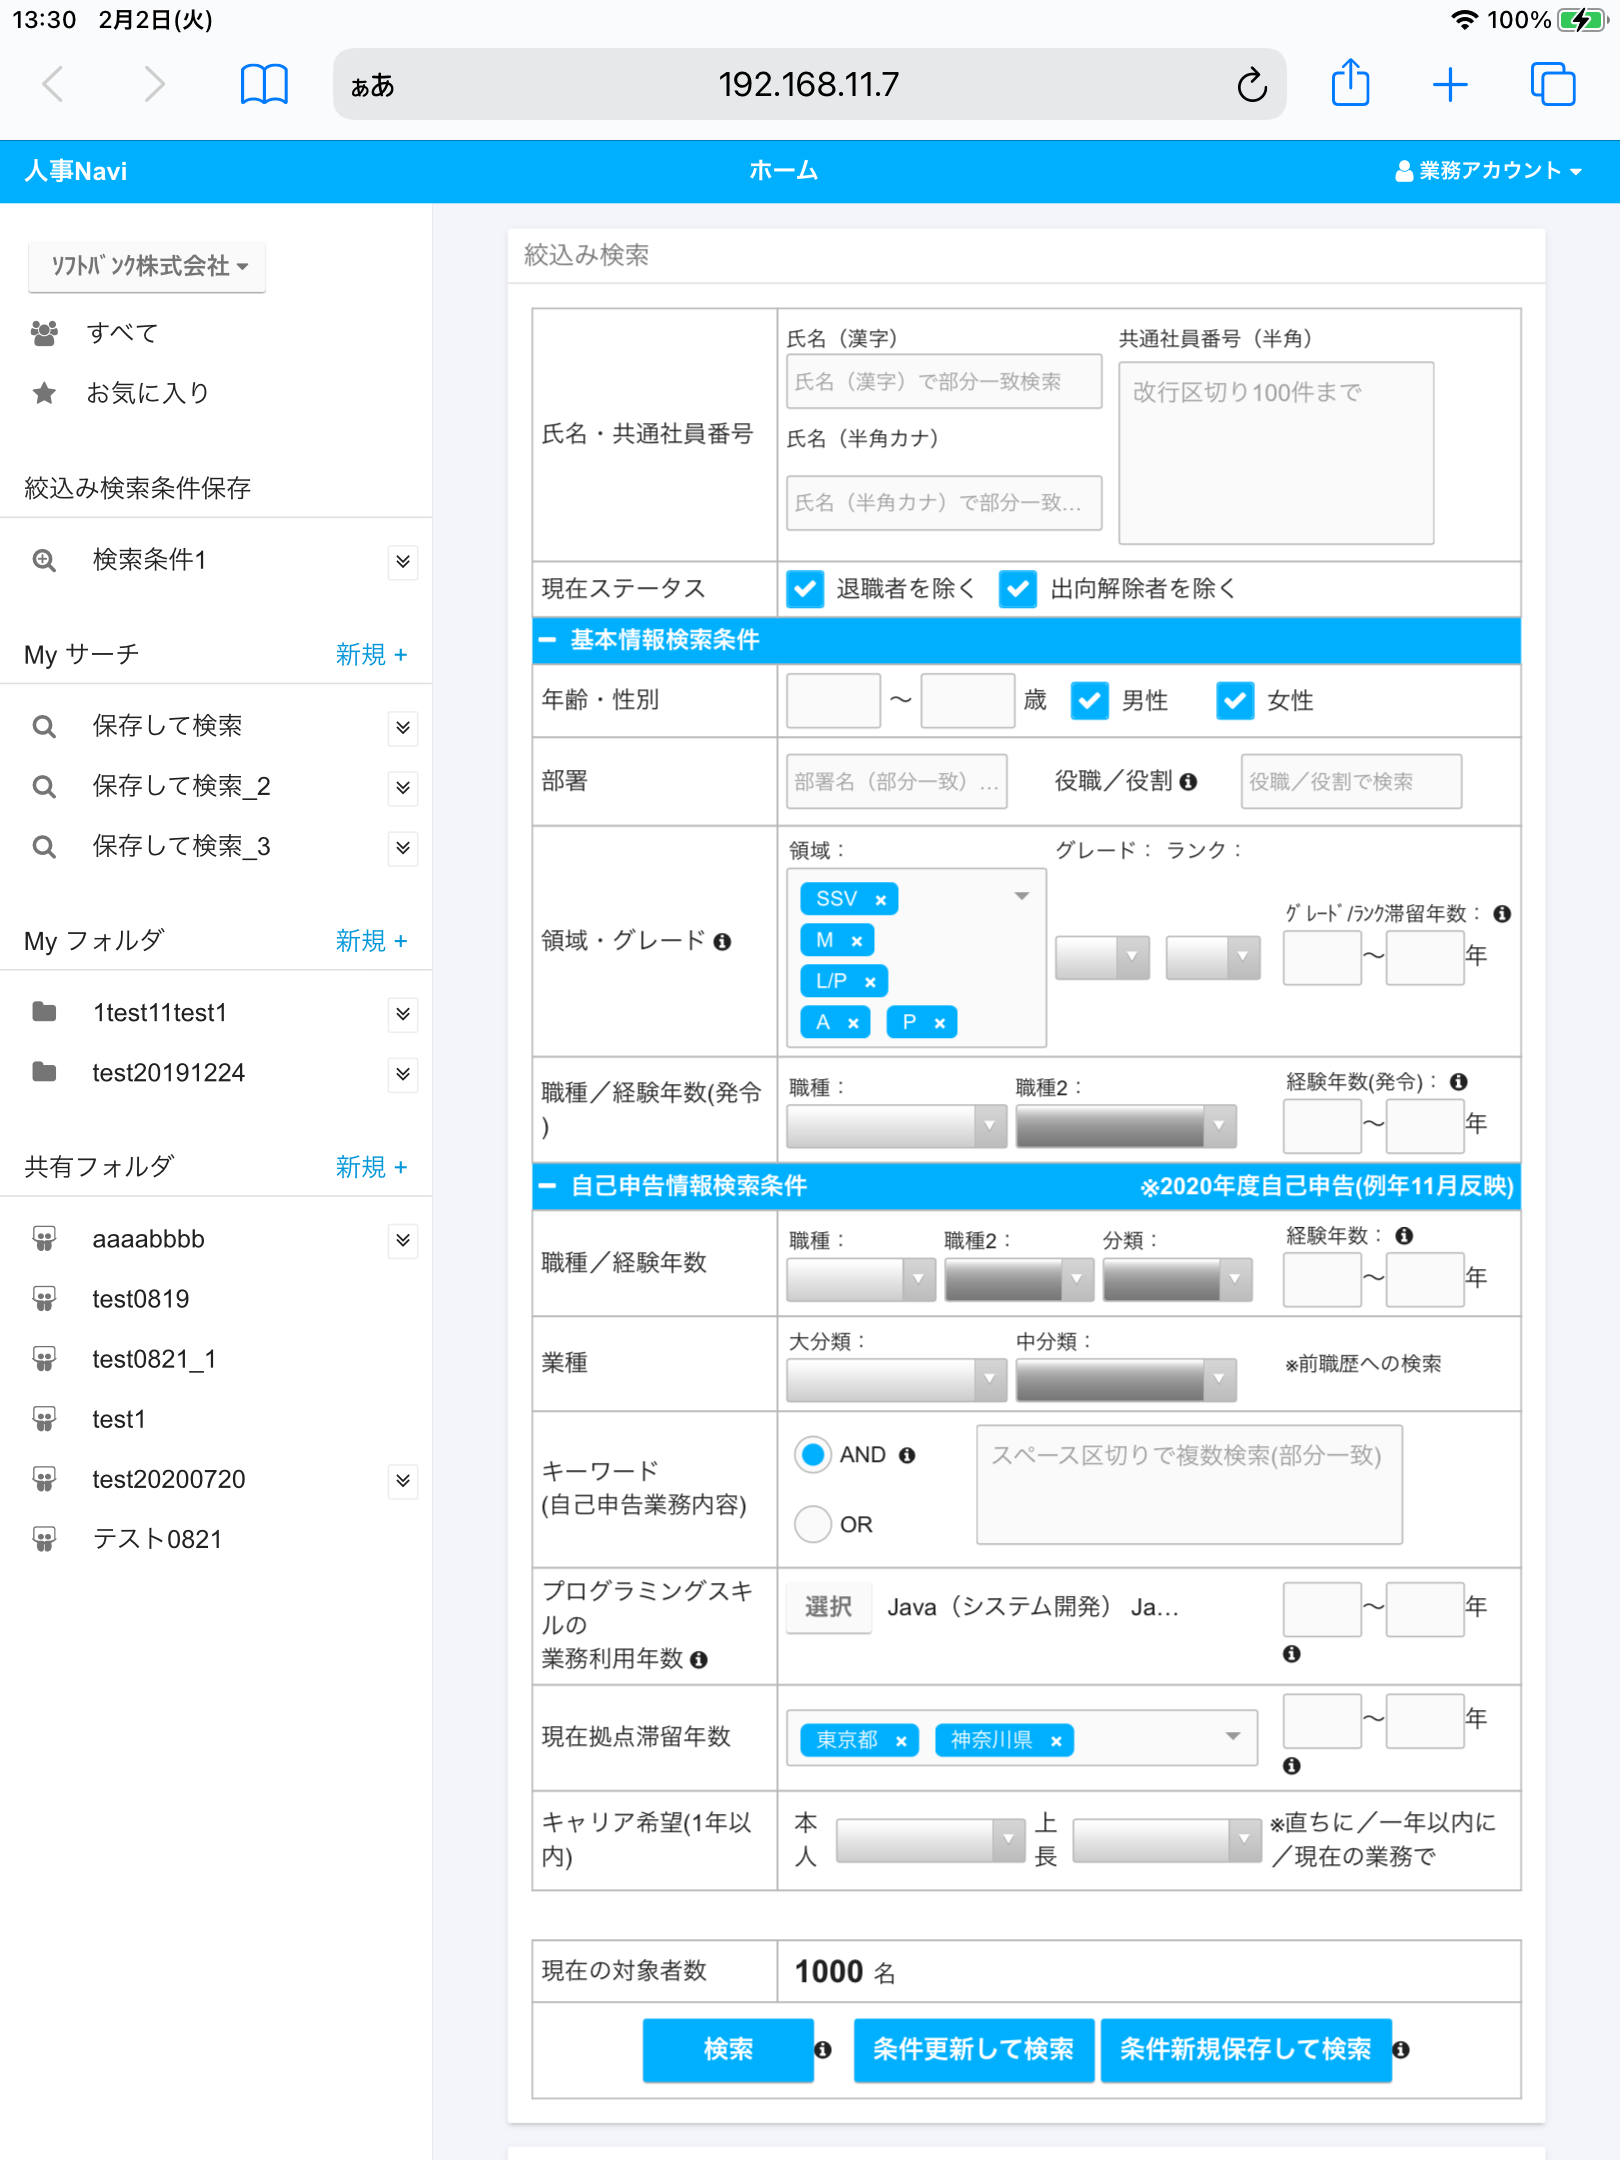 13:30 2月2日(火)
100%
ぁあ
192.168.11.7
人事Navi
ホーム
業務アカウント
ｿﾌﾄﾊﾞﾝｸ株式会社
すべて
お気に入り
絞込み検索条件保存
検索条件1
My サーチ 新規 +
保存して検索
保存して検索_2
保存して検索_3
My フォルダ 新規 +
1test11test1
test20191224
共有フォルダ 新規 +
aaaabbbb
test0819
test0821_1
test1
test20200720
テスト0821
絞込み検索
氏名・共通社員番号
氏名（漢字）
氏名（漢字）で部分一致検索
氏名（半角カナ）
氏名（半角カナ）で部分一致…
共通社員番号（半角）
改行区切り100件まで
現在ステータス
退職者を除く 出向解除者を除く
− 基本情報検索条件
年齢・性別
〜 歳 男性 女性
部署
部署名（部分一致）…
役職／役割
役職／役割で検索
領域・グレード
領域：
SSV ×
M ×
L/P ×
A × P ×
グレード： ランク：
ｸﾞﾚｰﾄﾞ/ﾗﾝｸ滞留年数：
〜 年
職種／経験年数(発令
)
職種： 職種2：
経験年数(発令)：
〜 年
− 自己申告情報検索条件 ※2020年度自己申告(例年11月反映)
職種／経験年数
職種： 職種2： 分類：
経験年数：
〜 年
業種
大分類： 中分類：
※前職歴への検索
キーワード
(自己申告業務内容)
AND
OR
スペース区切りで複数検索(部分一致)
プログラミングスキ
ルの
業務利用年数
選択 Java（システム開発） Ja...
〜 年
現在拠点滞留年数
東京都 × 神奈川県 ×
〜 年
キャリア希望(1年以
内)
本
人
上
長
※直ちに／一年以内に
／現在の業務で
現在の対象者数
1000 名
検索 条件更新して検索 条件新規保存して検索